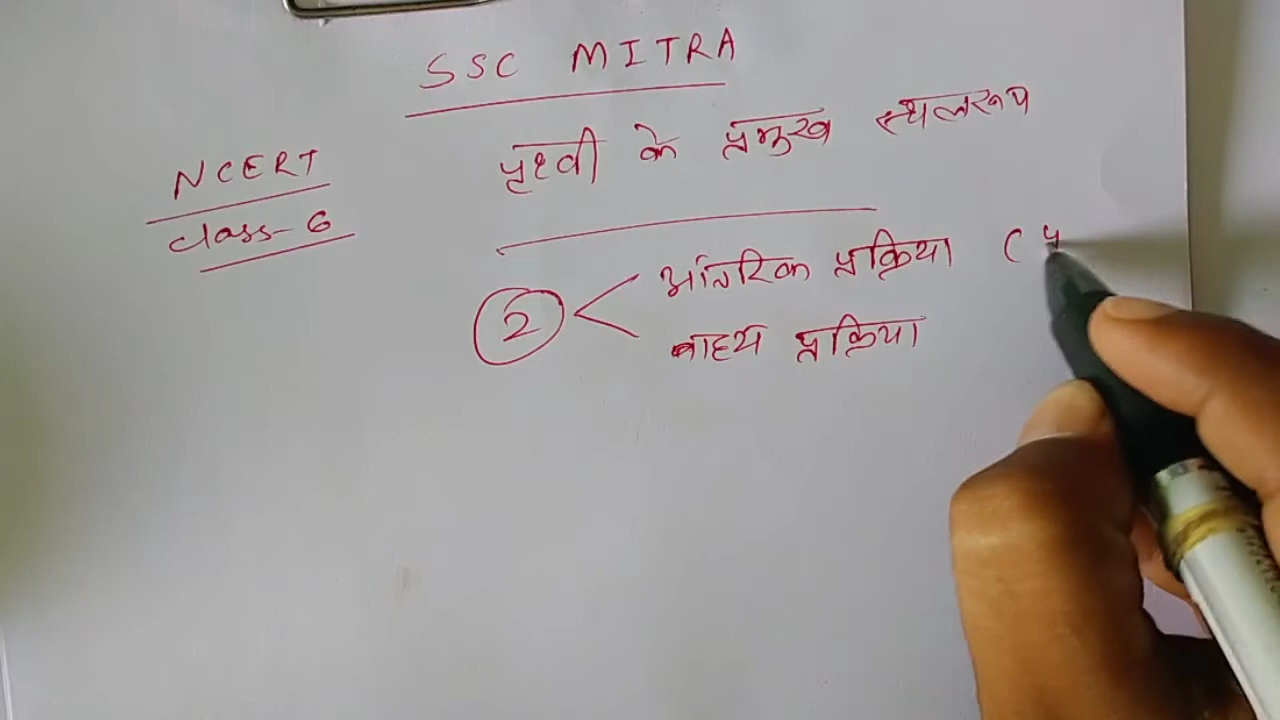 SSC MITRA
पृथ्वी के प्रमुख स्थलरूप
NCERT
class-6
2
आंतरिक प्रक्रिया ( पृ
बाह्य प्रक्रिया